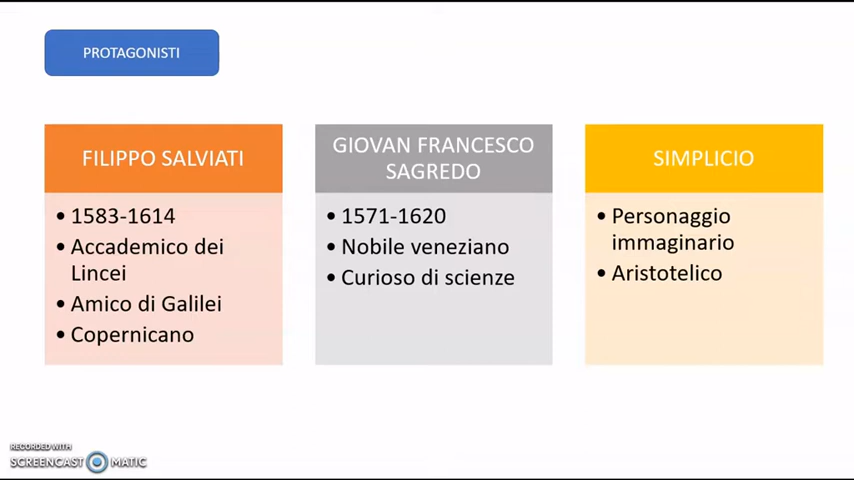 PROTAGONISTI
FILIPPO SALVIATI
• 1583-1614
• Accademico dei
Lincei
• Amico di Galilei
• Copernicano
GIOVAN FRANCESCO
SAGREDO
• 1571-1620
• Nobile veneziano
• Curioso di scienze
SIMPLICIO
• Personaggio
immaginario
• Aristotelico
RECORDED WITH
SCREENCAST MATIC